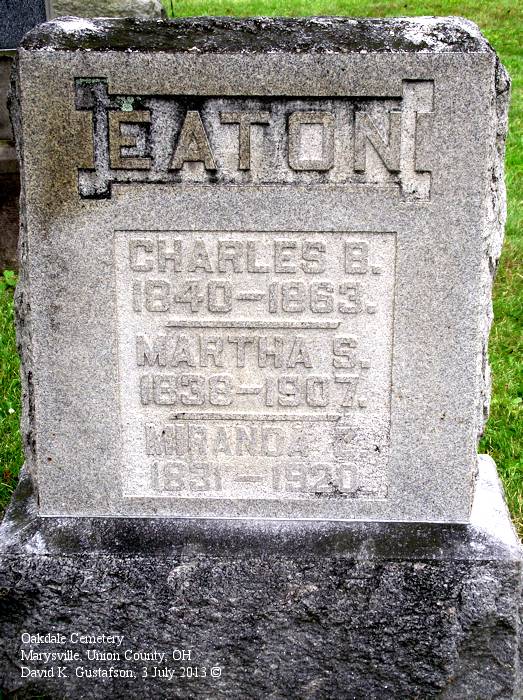 EATON
CHARLES B.
1840–1863.
MARTHA S.
1838–1907.
MIRANDA
1831–1920
Oakdale Cemetery
Marysville, Union County, OH
David K. Gustafson, 3 July 2013 ©